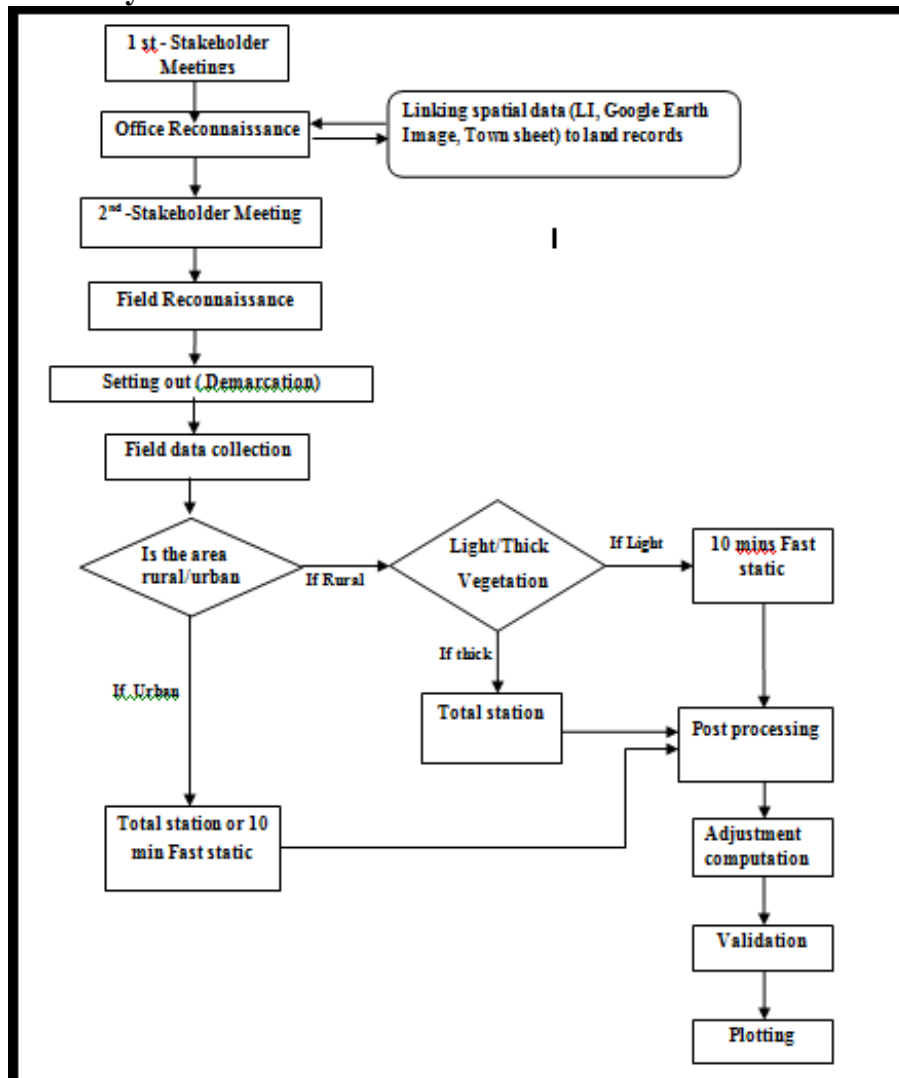 1 st - Stakeholder
Meetings
Office Reconnaissance
Linking spatial data (LI, Google Earth
Image, Town sheet) to land records
2nd -Stakeholder Meeting
Field Reconnaissance
Setting out ( Demarcation)
Field data collection
Is the area
rural/urban
If Rural
Light/Thick
Vegetation
If Light
10 mins Fast
static
If thick
If Urban
Total station
Post processing
Total station or 10
min Fast static
Adjustment
computation
Validation
Plotting